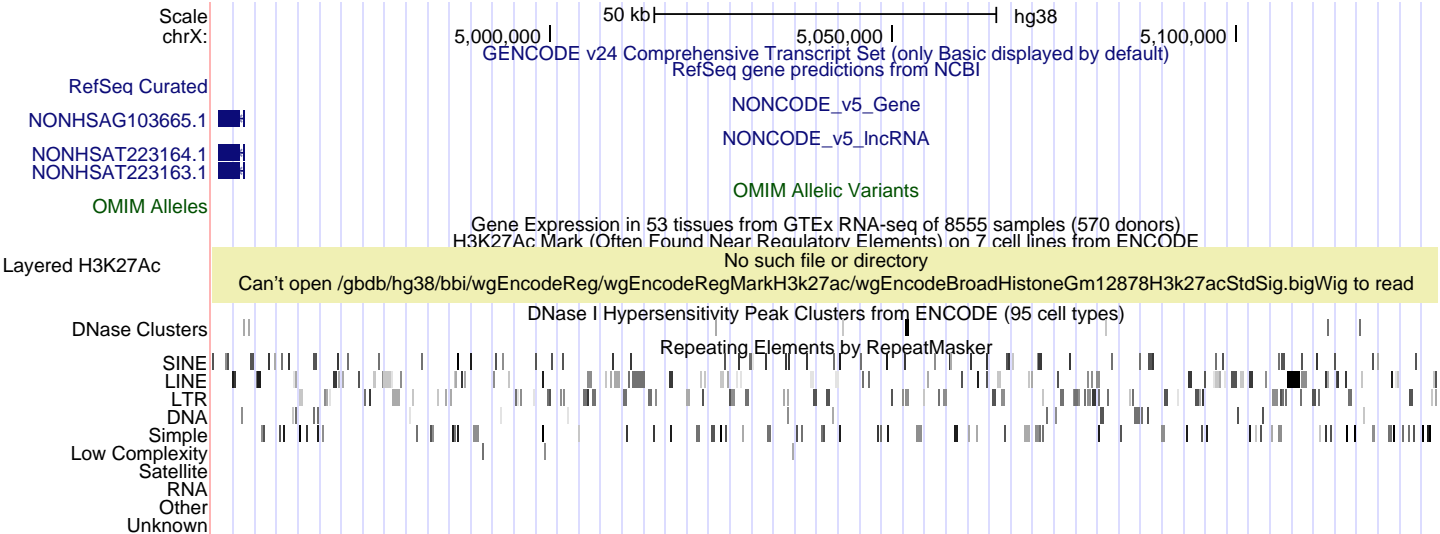 Scale 50 kb hg38
chrX: 5,000,000 5,050,000 5,100,000
GENCODE v24 Comprehensive Transcript Set (only Basic displayed by default)
RefSeq gene predictions from NCBI
RefSeq Curated
NONCODE_v5_Gene
NONHSAG103665.1
NONCODE_v5_lncRNA
NONHSAT223164.1
NONHSAT223163.1
OMIM Allelic Variants
OMIM Alleles
Gene Expression in 53 tissues from GTEx RNA-seq of 8555 samples (570 donors)
H3K27Ac Mark (Often Found Near Regulatory Elements) on 7 cell lines from ENCODE
No such file or directory
Layered H3K27Ac
Can't open /gbdb/hg38/bbi/wgEncodeReg/wgEncodeRegMarkH3k27ac/wgEncodeBroadHistoneGm12878H3k27acStdSig.bigWig to read
DNase I Hypersensitivity Peak Clusters from ENCODE (95 cell types)
DNase Clusters
Repeating Elements by RepeatMasker
SINE
LINE
LTR
DNA
Simple
Low Complexity
Satellite
RNA
Other
Unknown